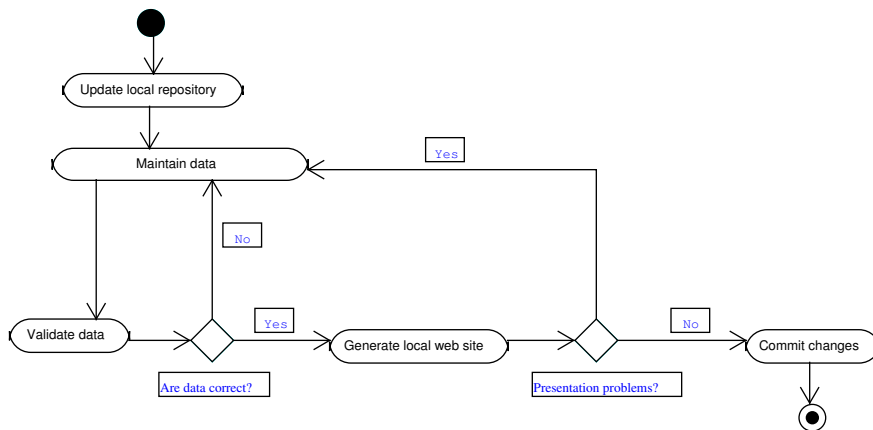 Update local repository
Maintain data
Yes
No
Validate data
Yes
Generate local web site
No
Commit changes
Are data correct?
Presentation problems?